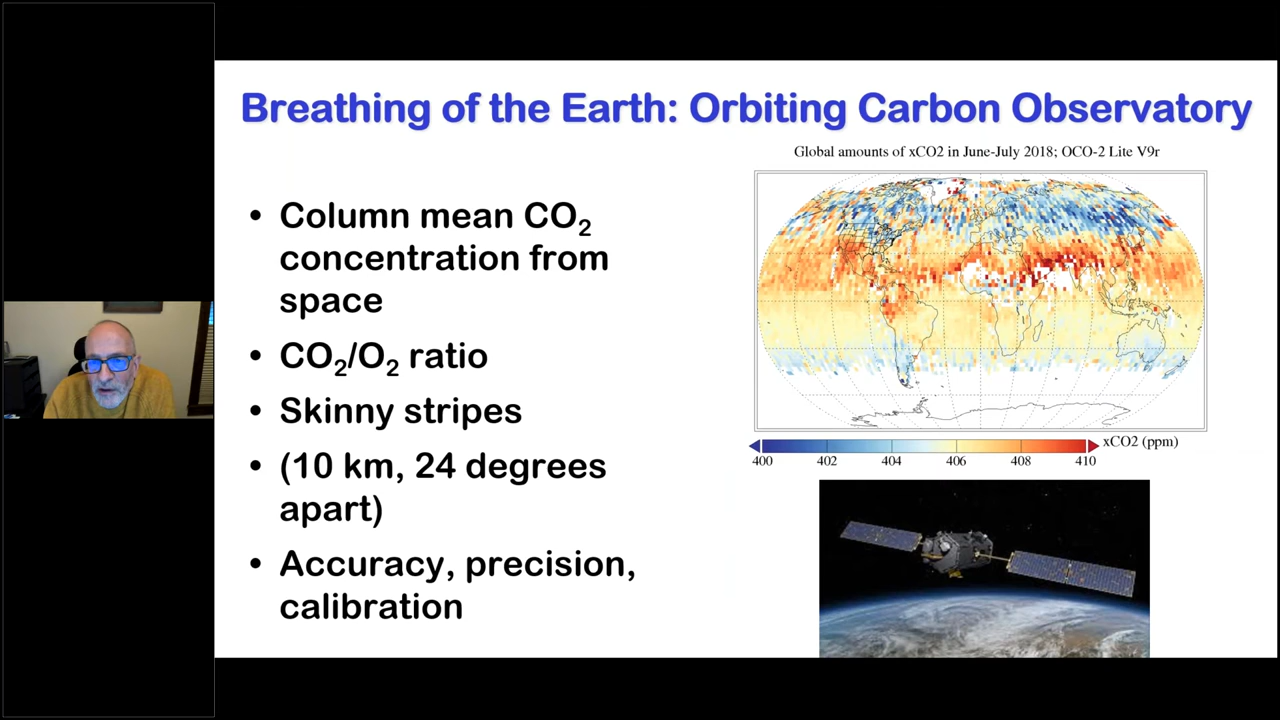 Breathing of the Earth: Orbiting Carbon Observatory
Global amounts of xCO2 in June-July 2018; OCO-2 Lite V9r
• Column mean CO₂
concentration from
space
• CO₂/O₂ ratio
• Skinny stripes
• (10 km, 24 degrees
apart)
• Accuracy, precision,
calibration
xCO2 (ppm)
400 402 404 406 408 410